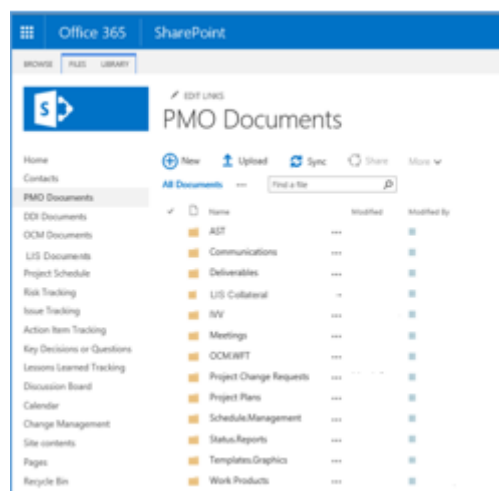 Office 365 SharePoint
BROWSE FILES LIBRARY
EDIT LINKS
S
PMO Documents
Home
Contacts
PMO Documents
DDI Documents
OCM Documents
LIS Documents
Project Schedule
Risk Tracking
Issue Tracking
Action Item Tracking
Key Decisions or Questions
Lessons Learned Tracking
Discussion Board
Calendar
Change Management
Site contents
Pages
Recycle Bin
New Upload Sync Share More
All Documents ... Find a file
Name Modified Modified By
AST ...
Communications ...
Deliverables ...
LIS Collateral
IVV ...
Meetings ...
OCM.WFT ...
Project Change Requests ...
Project Plans ...
Schedule.Management ...
Status.Reports ...
Templates.Graphics ...
Work Products ...